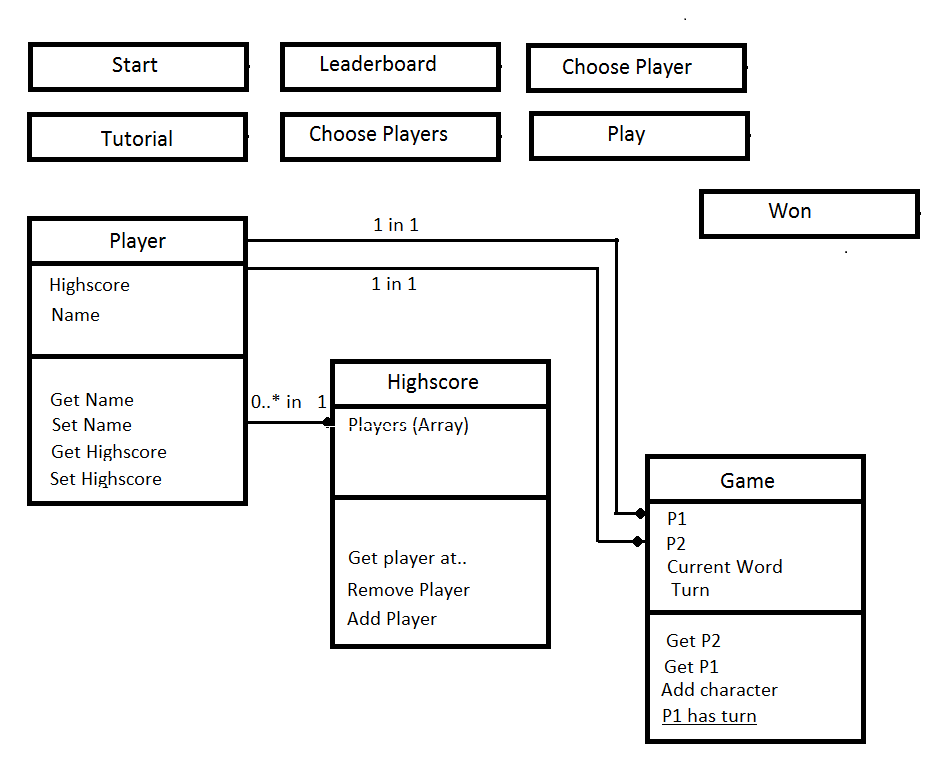 Start
Leaderboard
Choose Player
Tutorial
Choose Players
Play
Won
Player
Highscore
Name
Get Name
Set Name
Get Highscore
Set Highscore
1 in 1
1 in 1
0..* in 1
Highscore
Players (Array)
Get player at..
Remove Player
Add Player
Game
P1
P2
Current Word
Turn
Get P2
Get P1
Add character
P1 has turn